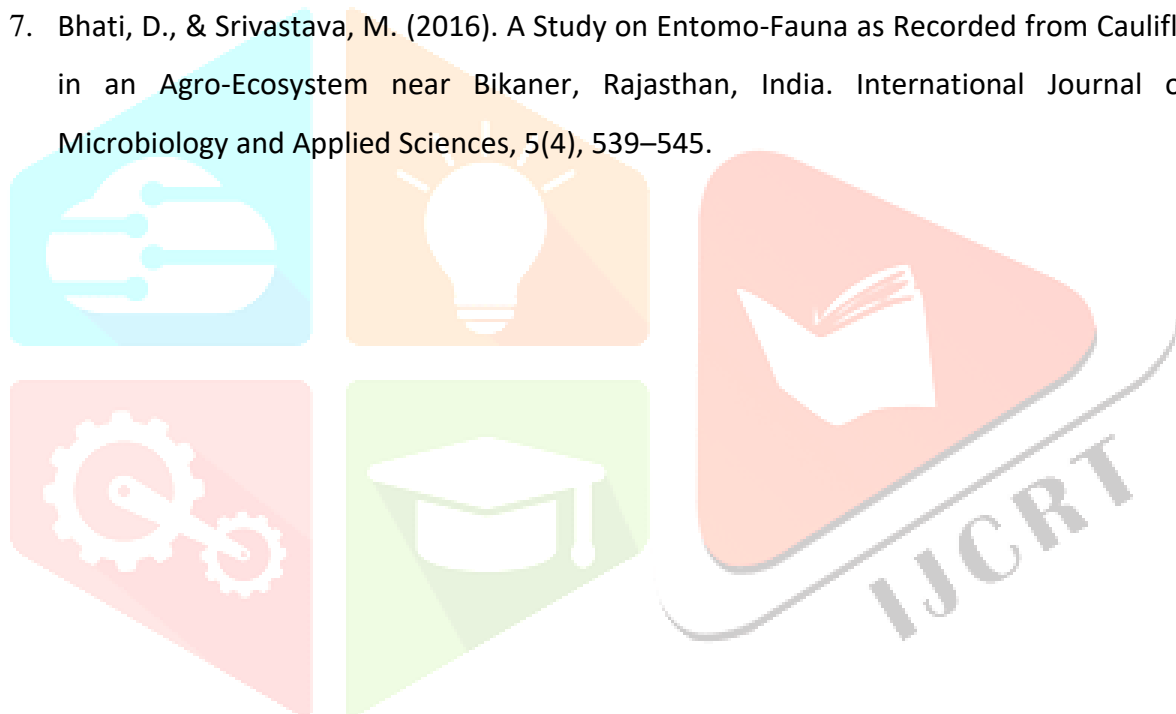 7. Bhati, D., & Srivastava, M. (2016). A Study on Entomo-Fauna as Recorded from
in an Agro-Ecosystem near Bikaner, Rajasthan, India. International Journal
Microbiology and Applied Sciences, 5(4), 539–545.
IJCRT